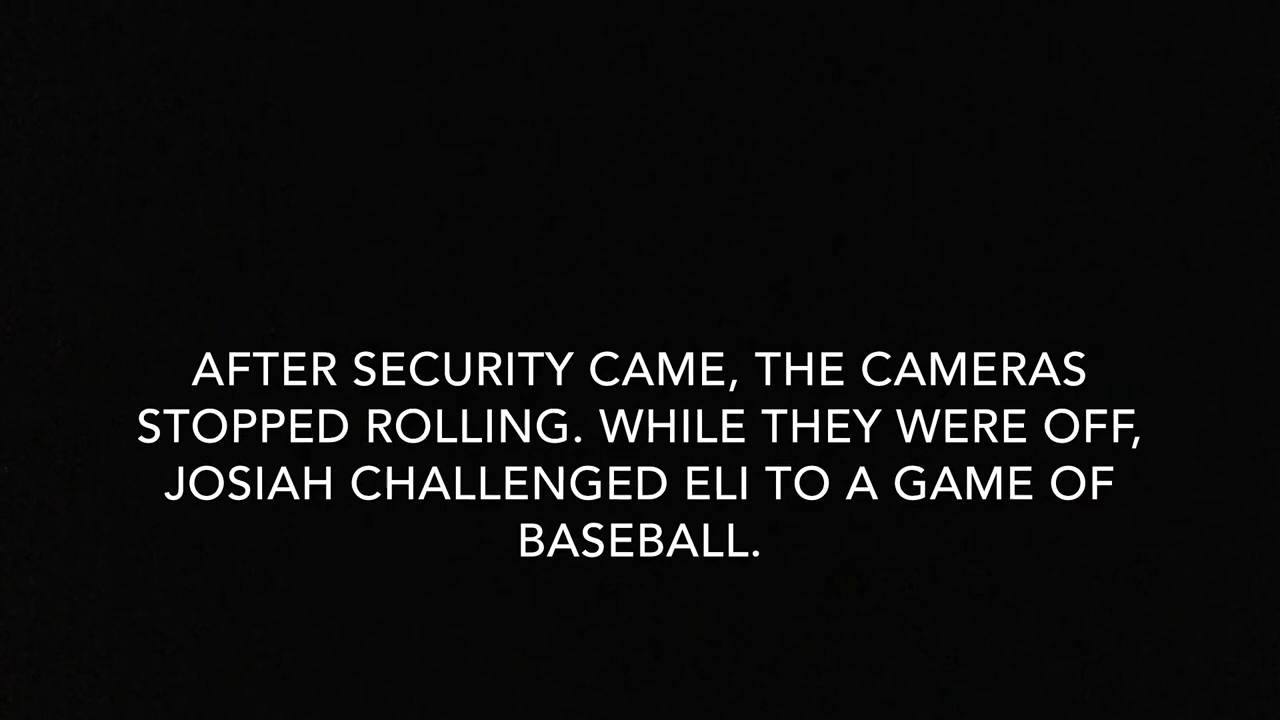 AFTER SECURITY CAME, THE CAMERAS
STOPPED ROLLING. WHILE THEY WERE OFF,
JOSIAH CHALLENGED ELI TO A GAME OF
BASEBALL.